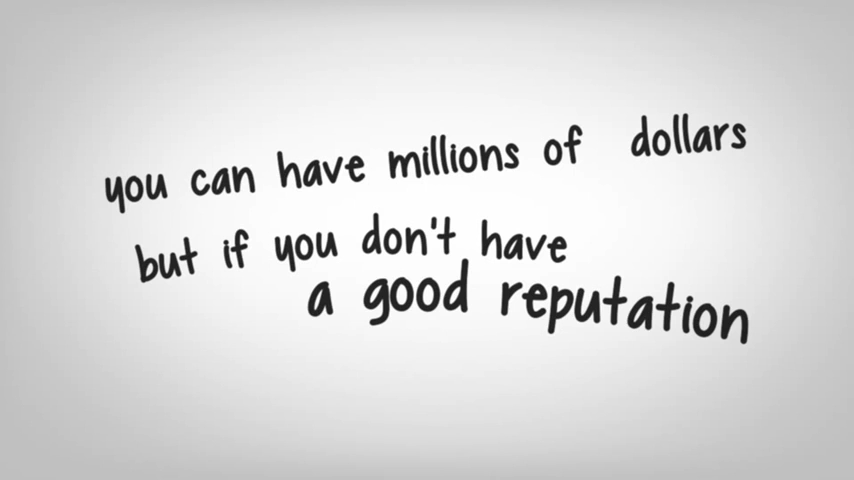 you can have millions of dollars
but if you don't have
a good reputation